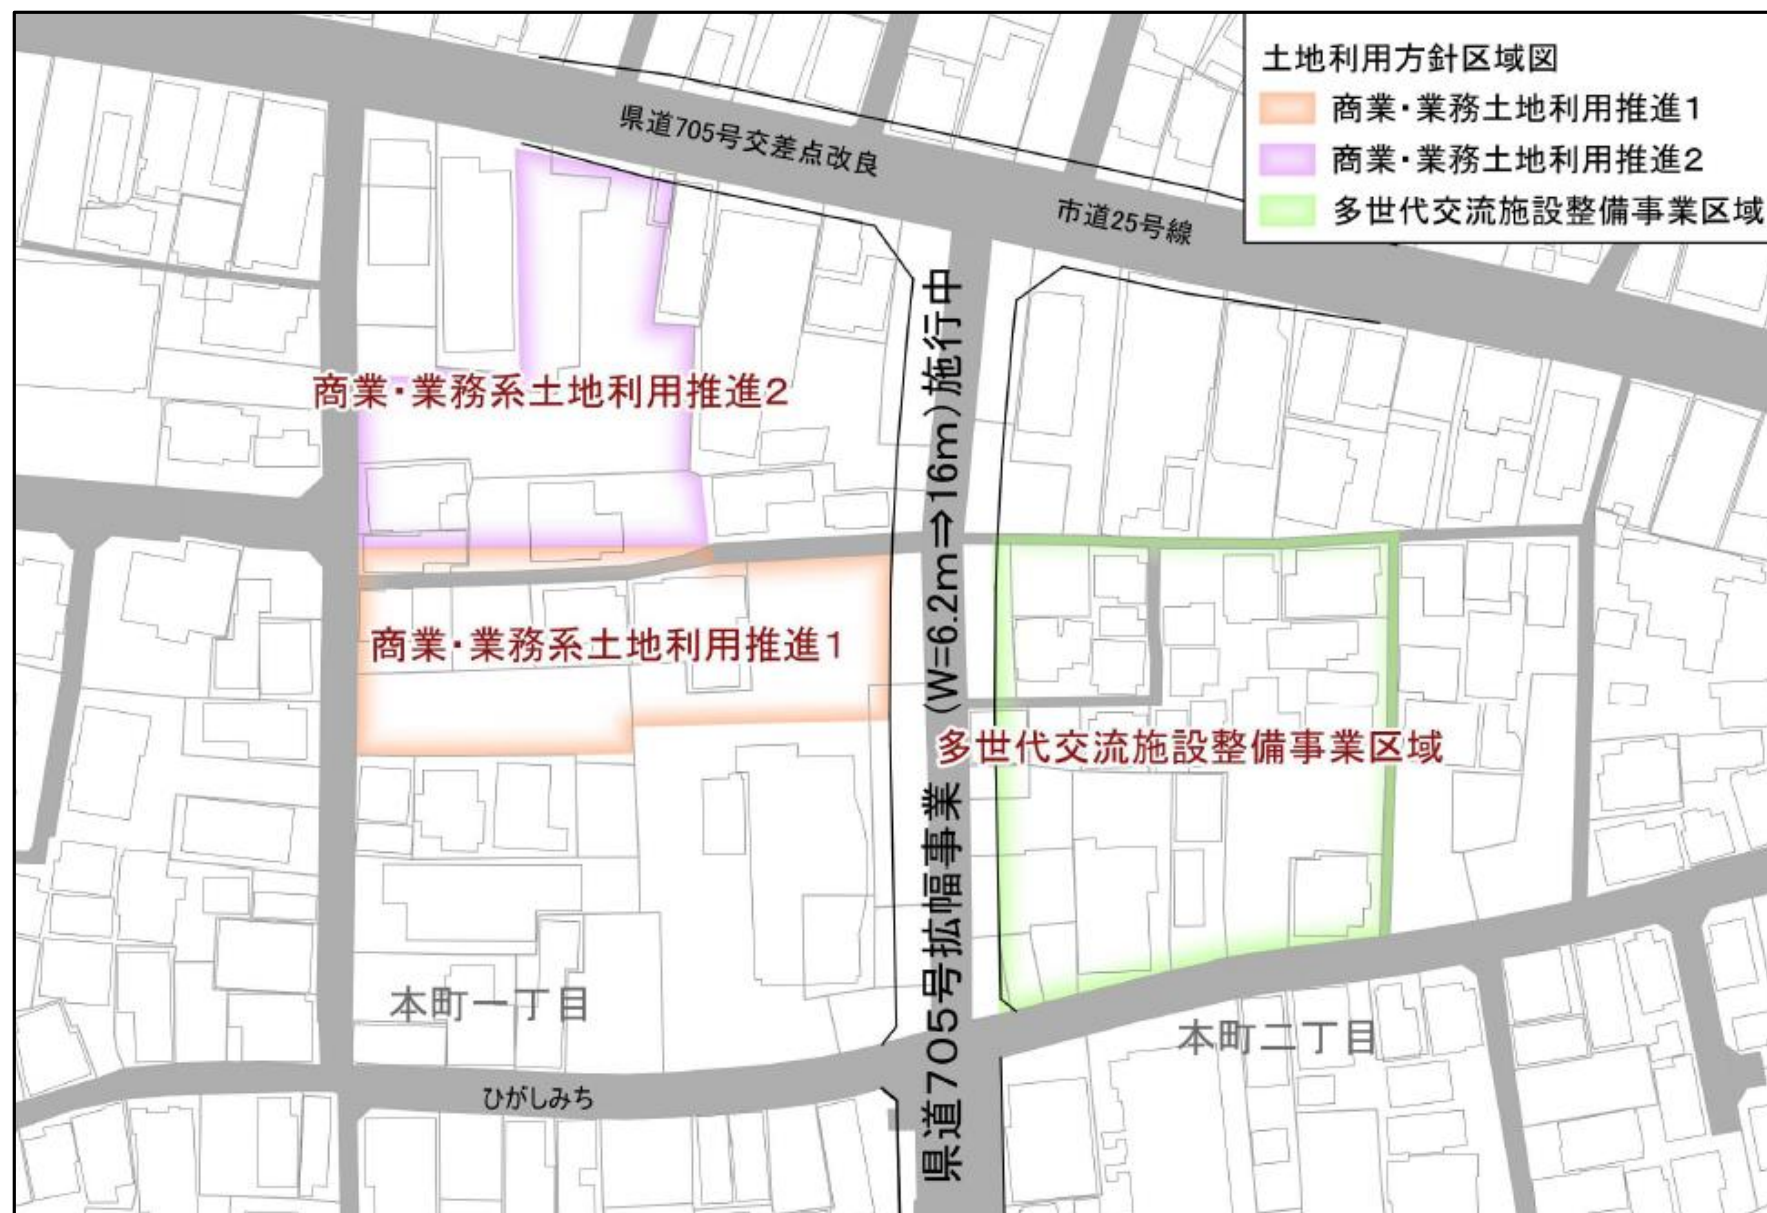 土地利用方針区域図
商業・業務土地利用推進1
商業・業務土地利用推進2
多世代交流施設整備事業区域
県道705号交差点改良
市道25号線
商業・業務系土地利用推進2
商業・業務系土地利用推進1
多世代交流施設整備事業区域
県道705号拡幅事業 (W=6.2m⇒16m)施行中
本町一丁目
本町二丁目
ひがしみち